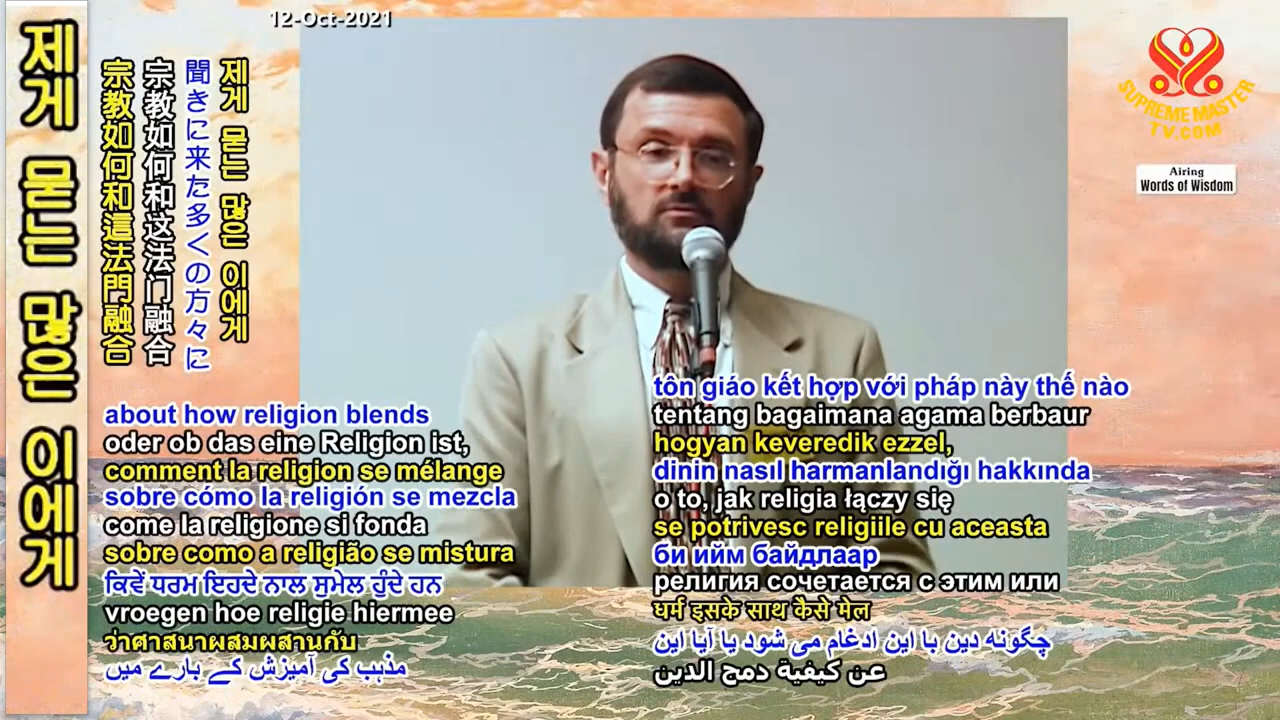 12-Oct-2021
제게 묻는 많은 이에게
宗教如何和這法門融合
宗教如何和这法门融合
聞きに来た多くの方々に
제게 묻는 많은 이에게
SUPREME MASTER
TV.COM
Airing
Words of Wisdom
about how religion blends
oder ob das eine Religion ist,
comment la religion se mélange
sobre cómo la religión se mezcla
come la religione si fonda
sobre como a religião se mistura
ਕਿਵੇਂ ਧਰਮ ਇਹਦੇ ਨਾਲ ਸੁਮੇਲ ਹੁੰਦੇ ਹਨ
vroegen hoe religie hiermee
ว่าศาสนาผสมผสานกับ
مذہب کی آمیزش کے بارے میں
tôn giáo kết hợp với pháp này thế nào
tentang bagaimana agama berbaur
hogyan keveredik ezzel,
dinin nasıl harmanlandığı hakkında
o to, jak religia łączy się
se potrivesc religiile cu aceasta
би ийм байдлаар
религия сочетается с этим или
धर्म इसके साथ कैसे मेल
چگونه دین با این ادغام می شود یا آیا این
عن كيفية دمج الدين